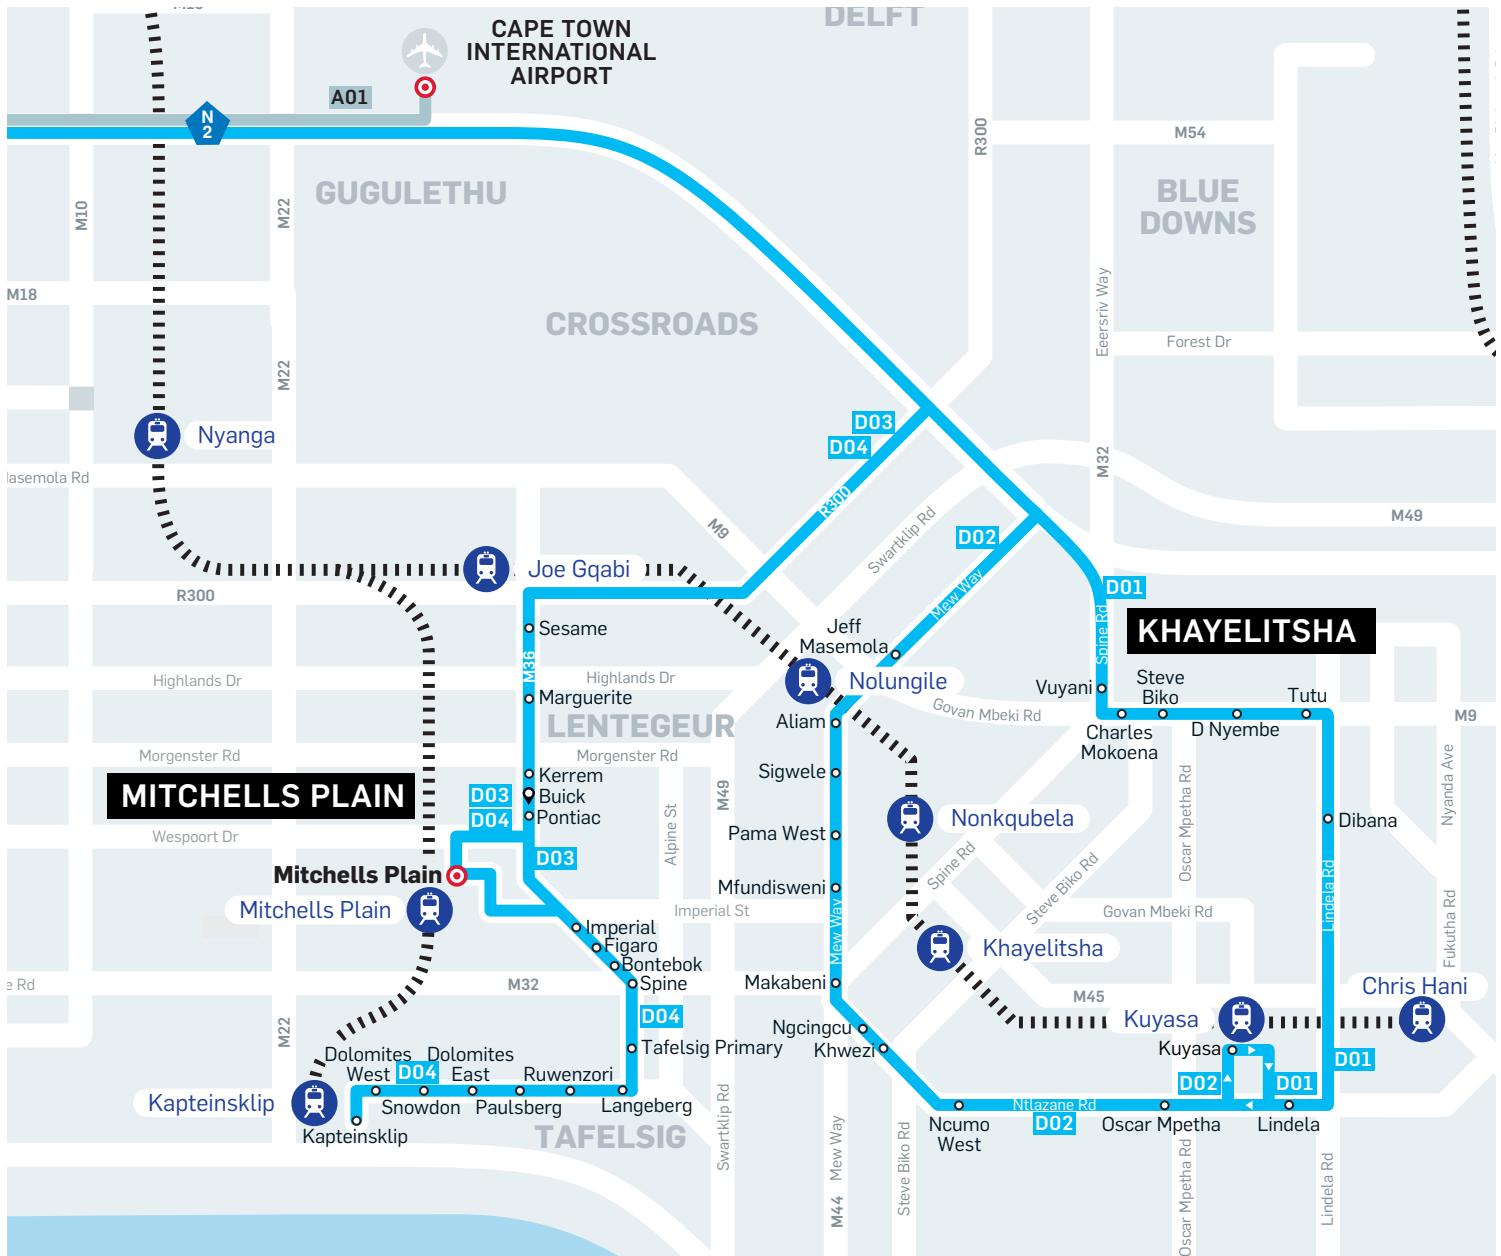 DELFT
CAPE TOWN
INTERNATIONAL
AIRPORT
A01
N
2
R300
M54
GUGULETHU
BLUE
DOWNS
M10
M22
M18
CROSSROADS
Eeersriv Way
Forest Dr
M22
D03
D04
Nyanga
M32
R300
M9
Swartklip Rd
D02
M49
Joe Gqabi
R300
Mew Way
D01
Spine Rd
KHAYELITSHA
Sesame
Jeff
Masemola
M36
Highlands Dr
Highlands Dr
Nolungile
Vuyani
Steve
Biko
Tutu
Marguerite
LENTEGEUR
Aliam
Govan Mbeki Rd
Charles
Mokoena
D Nyembe
M9
Morgenster Rd
Morgenster Rd
Kerrem
Sigwele
MITCHELLS PLAIN
D03
Buick
M49
Oscar Mpetha Rd
Nyanda Ave
D04
Pontiac
Nonkqubela
Dibana
Wespoort Dr
D03
Alpine St
Pama West
Mitchells Plain
Spine Rd
Steve Biko Rd
Mfundisweni
Mitchells Plain
Imperial St
Govan Mbeki Rd
Lindela Rd
Imperial
Mew Way
Fukutha Rd
Figaro
Khayelitsha
Bontebok
e Rd
M32
Spine
Makabeni
Chris Hani
M45
D04
Kuyasa
M22
Ngcingcu
Tafelsig Primary
Khwezi
Kuyasa
Dolomites
West
Dolomites
East
D04
Ruwenzori
D01
D02
D01
Kapteinsklip
Snowdon
Paulsberg
Langeberg
Ntlazane Rd
D02
Ncumo
West
Oscar Mpetha
Lindela
Kapteinsklip
TAFELSIG
Swartklip Rd
Mew Way
M44
Steve Biko Rd
Oscar Mpetha Rd
Lindela Rd